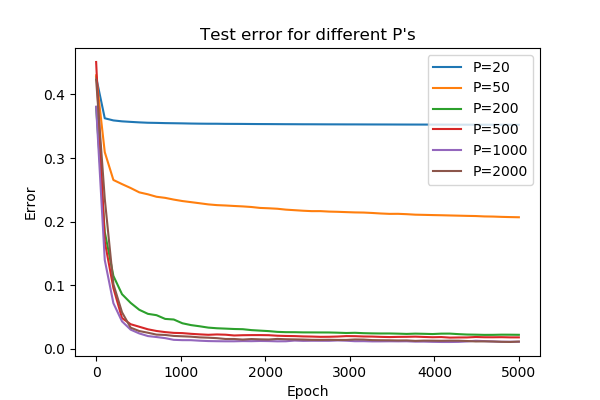 Test error for different P's
P=20
P=50
P=200
P=500
P=1000
P=2000
Error
0.4
0.3
0.2
0.1
0.0
0 1000 2000 3000 4000 5000
Epoch